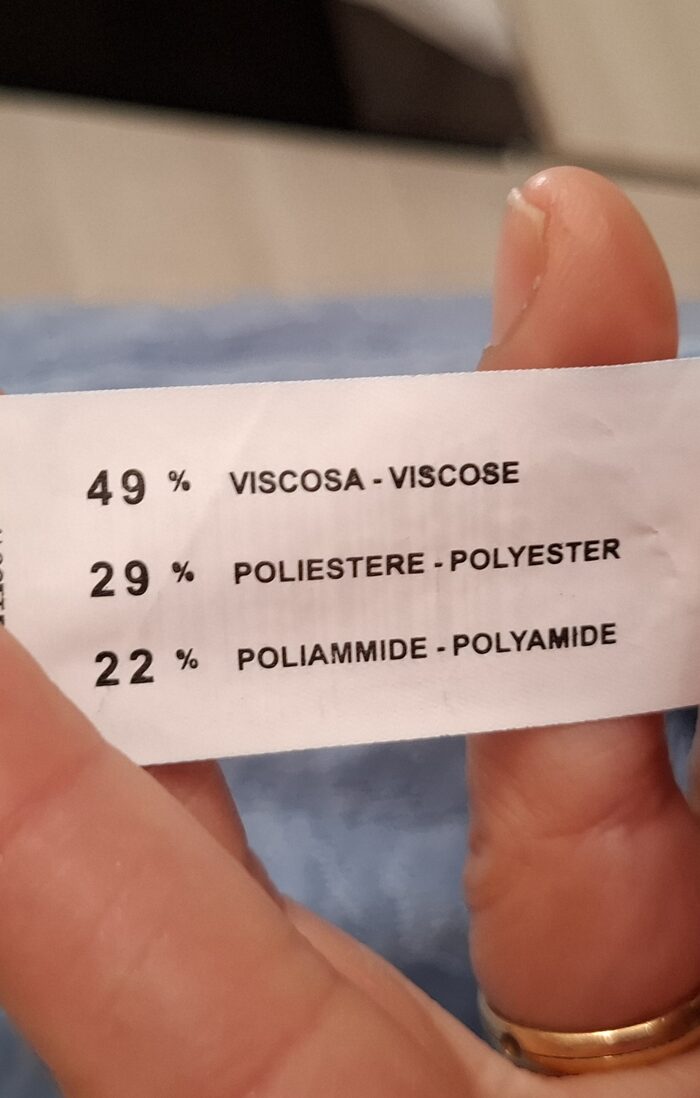 49 % VISCOSA - VISCOSE
29 % POLIESTERE - POLYESTER
22 % POLIAMMIDE - POLYAMIDE